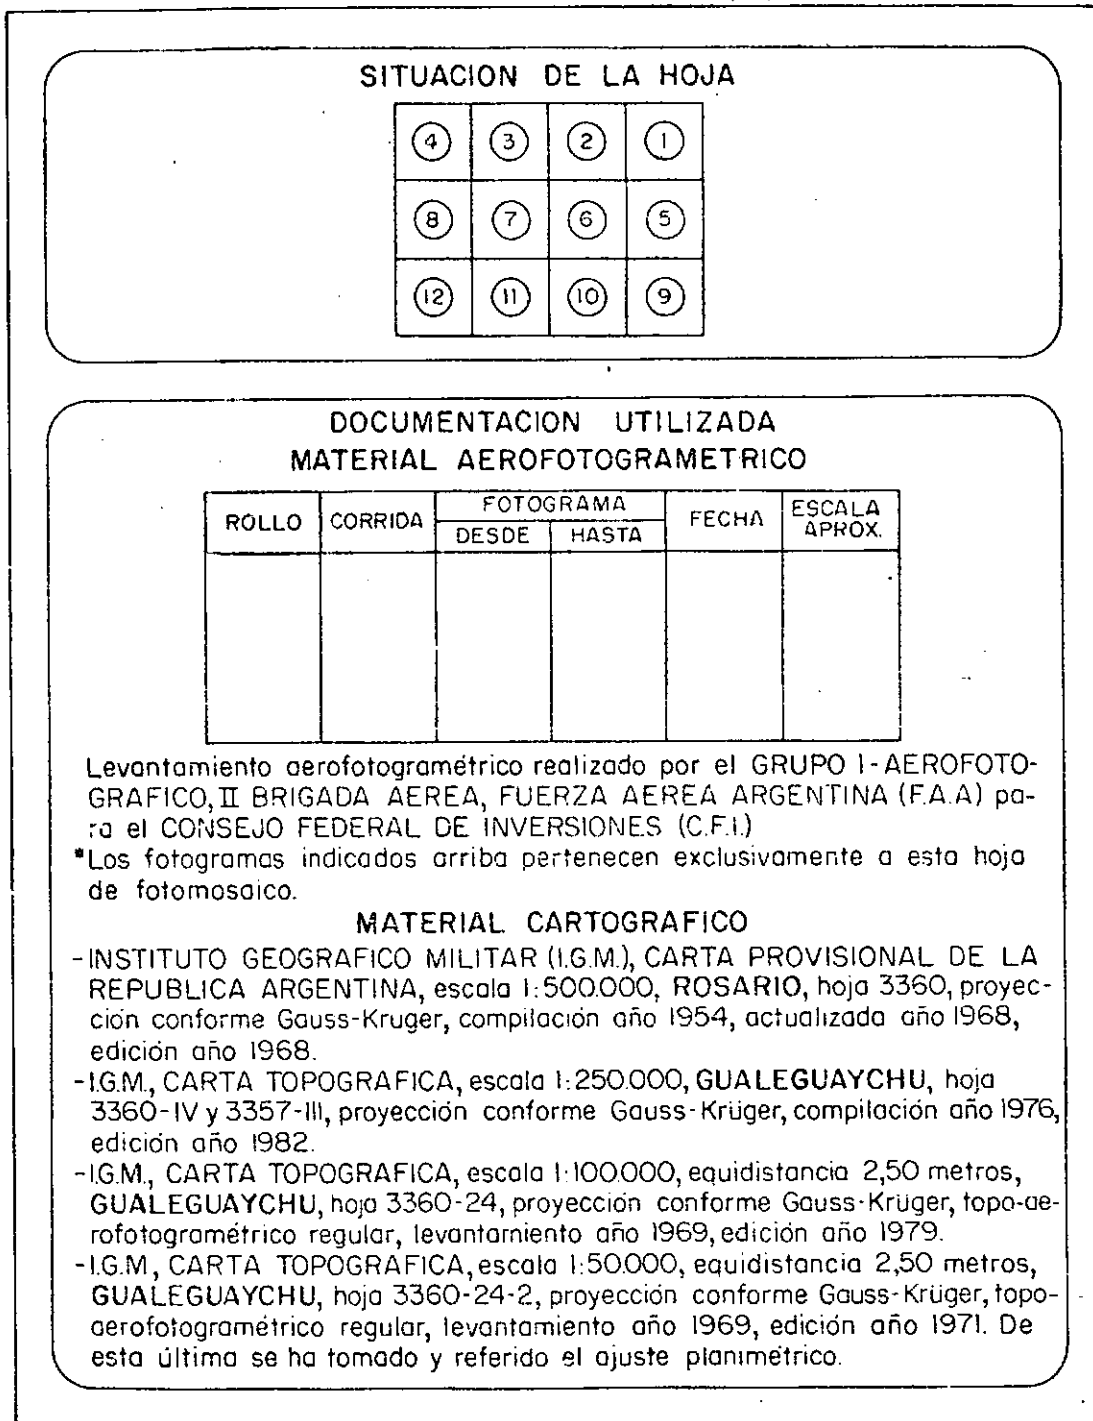 SITUACION DE LA HOJA
4 3 2 1
8 7 6 5
12 11 10 9
DOCUMENTACION UTILIZADA
MATERIAL AEROFOTOGRAMETRICO
ROLLO CORRIDA FOTOGRAMA FECHA ESCALA APROX.
DESDE HASTA
Levantamiento aerofotogramétrico realizado por el GRUPO I-AEROFOTO-
GRAFICO, II BRIGADA AEREA, FUERZA AEREA ARGENTINA (F.A.A) pa-
ra el CONSEJO FEDERAL DE INVERSIONES (C.F.I.)
*Los fotogramas indicados arriba pertenecen exclusivamente a esta hoja
de fotomosaico.
MATERIAL CARTOGRAFICO
-INSTITUTO GEOGRAFICO MILITAR (I.G.M.), CARTA PROVISIONAL DE LA
REPUBLICA ARGENTINA, escala 1:500.000, ROSARIO, hoja 3360, proyec-
ción conforme Gauss-Kruger, compilación año 1954, actualizada año 1968,
edición año 1968.
-I.G.M., CARTA TOPOGRAFICA, escala 1:250.000, GUALEGUAYCHU, hoja
3360-IV y 3357-III, proyección conforme Gauss-Krüger, compilación año 1976,
edición año 1982.
-I.G.M., CARTA TOPOGRAFICA, escala 1:100.000, equidistancia 2,50 metros,
GUALEGUAYCHU, hoja 3360-24, proyección conforme Gauss-Krüger, topo-ae-
rofotogramétrico regular, levantamiento año 1969, edición año 1979.
-I.G.M., CARTA TOPOGRAFICA, escala 1:50.000, equidistancia 2,50 metros,
GUALEGUAYCHU, hoja 3360-24-2, proyección conforme Gauss-Krüger, topo-
aerofotogramétrico regular, levantamiento año 1969, edición año 1971. De
esta última se ha tomado y referido el ajuste planimétrico.